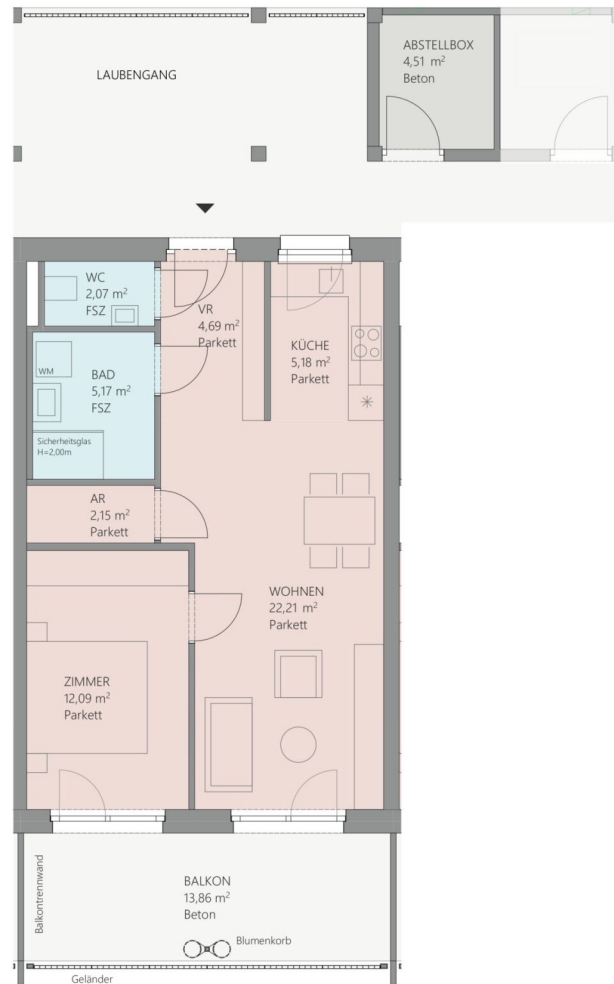 LAUBENGANG
ABSTELLBOX
4,51 m²
Beton
WC
2,07 m²
FSZ
VR
4,69 m²
Parkett
KÜCHE
5,18 m²
Parkett
WM
BAD
5,17 m²
FSZ
Sicherheitsglas
H=2,00m
AR
2,15 m²
Parkett
WOHNEN
22,21 m²
Parkett
ZIMMER
12,09 m²
Parkett
Balkontrennwand
BALKON
13,86 m²
Beton
Blumenkorb
Geländer